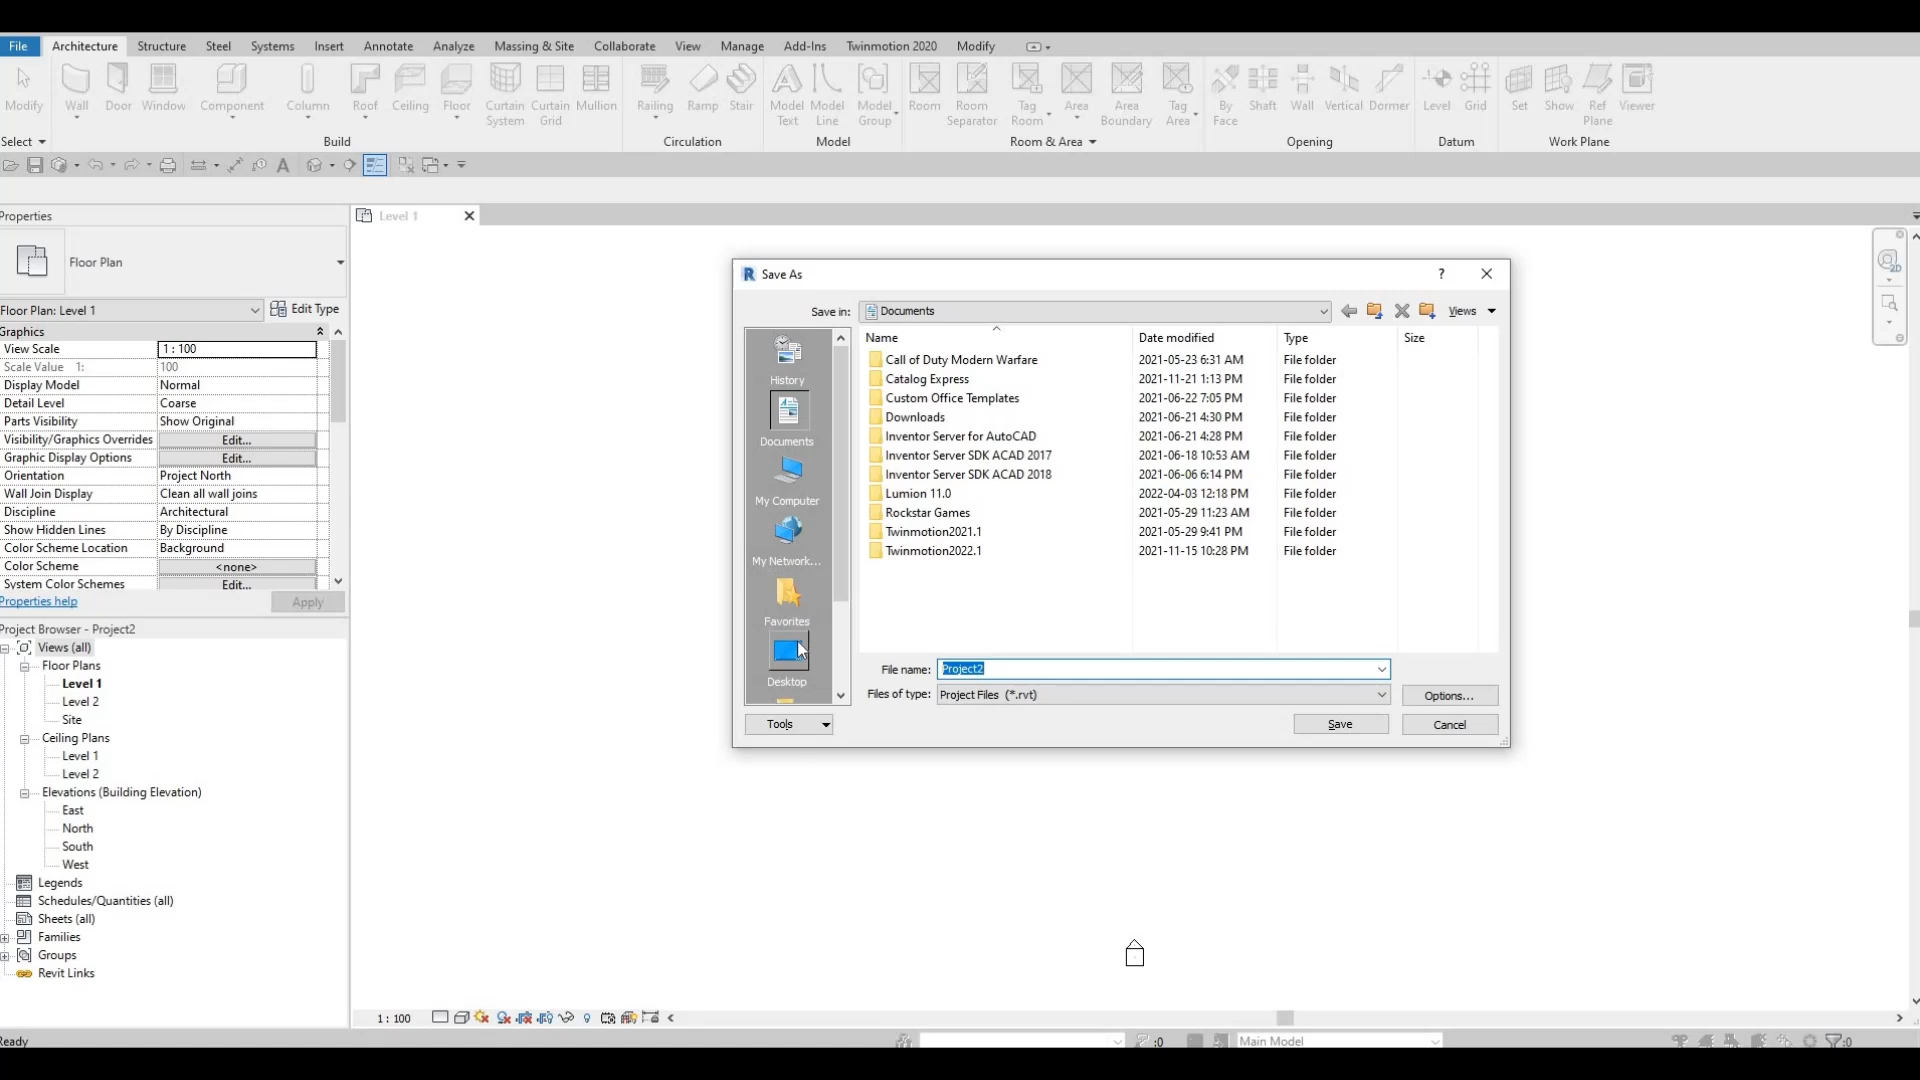 File Architecture Structure Steel Systems Insert Annotate Analyze Massing & Site Collaborate View Manage Add-Ins Twinmotion 2020 Modify
Modify Wall Door Window Component Column Roof Ceiling Floor Curtain System Curtain Grid Mullion Railing Ramp Stair Model Text Model Line Model Group Room Room Separator Tag Room Area Area Boundary Tag Area By Face Shaft Wall Vertical Dormer Level Grid Set Show Ref Plane Viewer
Select Build Circulation Model Room & Area Opening Datum Work Plane
Properties
Level 1
Floor Plan
Floor Plan: Level 1 Edit Type
Graphics
View Scale 1 : 100
Scale Value 1: 100
Display Model Normal
Detail Level Coarse
Parts Visibility Show Original
Visibility/Graphics Overrides Edit...
Graphic Display Options Edit...
Orientation Project North
Wall Join Display Clean all wall joins
Discipline Architectural
Show Hidden Lines By Discipline
Color Scheme Location Background
Color Scheme <none>
System Color Schemes Edit...
Properties help Apply
Project Browser - Project2
Views (all)
Floor Plans
Level 1
Level 2
Site
Ceiling Plans
Level 1
Level 2
Elevations (Building Elevation)
East
North
South
West
Legends
Schedules/Quantities (all)
Sheets (all)
Families
Groups
Revit Links
R Save As ?
Save in: Documents Views
History
Documents
My Computer
My Network...
Favorites
Desktop
Name Date modified Type Size
Call of Duty Modern Warfare 2021-05-23 6:31 AM File folder
Catalog Express 2021-11-21 1:13 PM File folder
Custom Office Templates 2021-06-22 7:05 PM File folder
Downloads 2021-06-21 4:30 PM File folder
Inventor Server for AutoCAD 2021-06-21 4:28 PM File folder
Inventor Server SDK ACAD 2017 2021-06-18 10:53 AM File folder
Inventor Server SDK ACAD 2018 2021-06-06 6:14 PM File folder
Lumion 11.0 2022-04-03 12:18 PM File folder
Rockstar Games 2021-05-29 11:23 AM File folder
Twinmotion2021.1 2021-05-29 9:41 PM File folder
Twinmotion2022.1 2021-11-15 10:28 PM File folder
File name: Project2
Files of type: Project Files (*.rvt) Options...
Tools Save Cancel
2D
1 : 100
Ready :0 Main Model :0